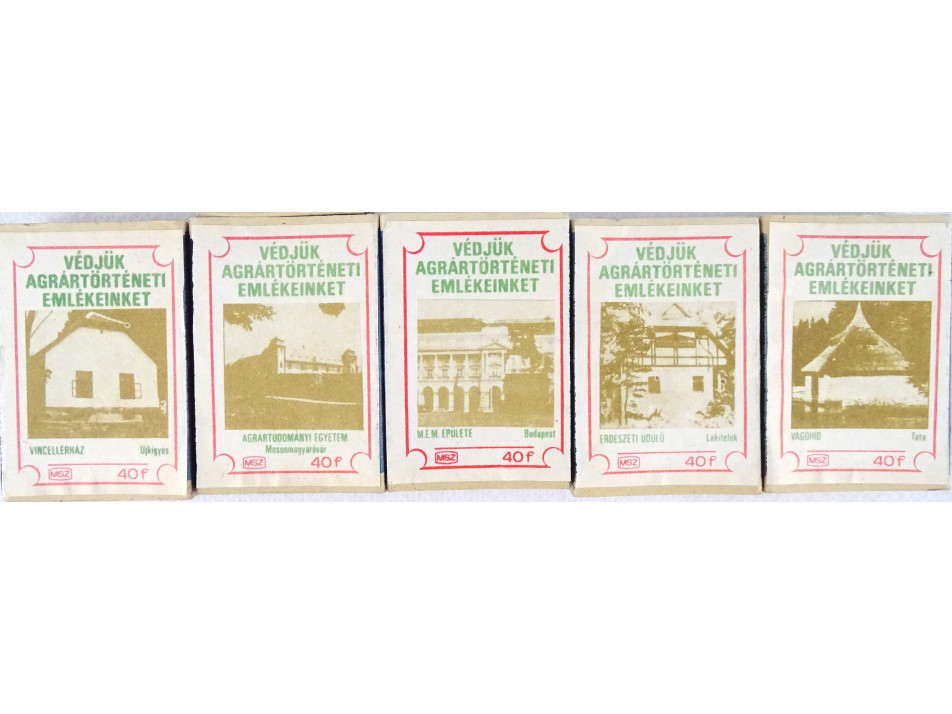 VÉDJÜK
AGRÁRTÖRTÉNETI
EMLÉKEINKET
VINCELLÉRHÁZ Újkígyós
MSZ 40f
VÉDJÜK
AGRÁRTÖRTÉNETI
EMLÉKEINKET
AGRÁRTUDOMÁNYI EGYETEM
Mosonmagyaróvár
MSZ 40f
VÉDJÜK
AGRÁRTÖRTÉNETI
EMLÉKEINKET
M.E.M. ÉPÜLETE Budapest
MSZ 40f
VÉDJÜK
AGRÁRTÖRTÉNETI
EMLÉKEINKET
ERDÉSZETI ÜDÜLŐ Lakitelek
MSZ 40f
VÉDJÜK
AGRÁRTÖRTÉNETI
EMLÉKEINKET
VÁGÓHÍD Tata
MSZ 40f